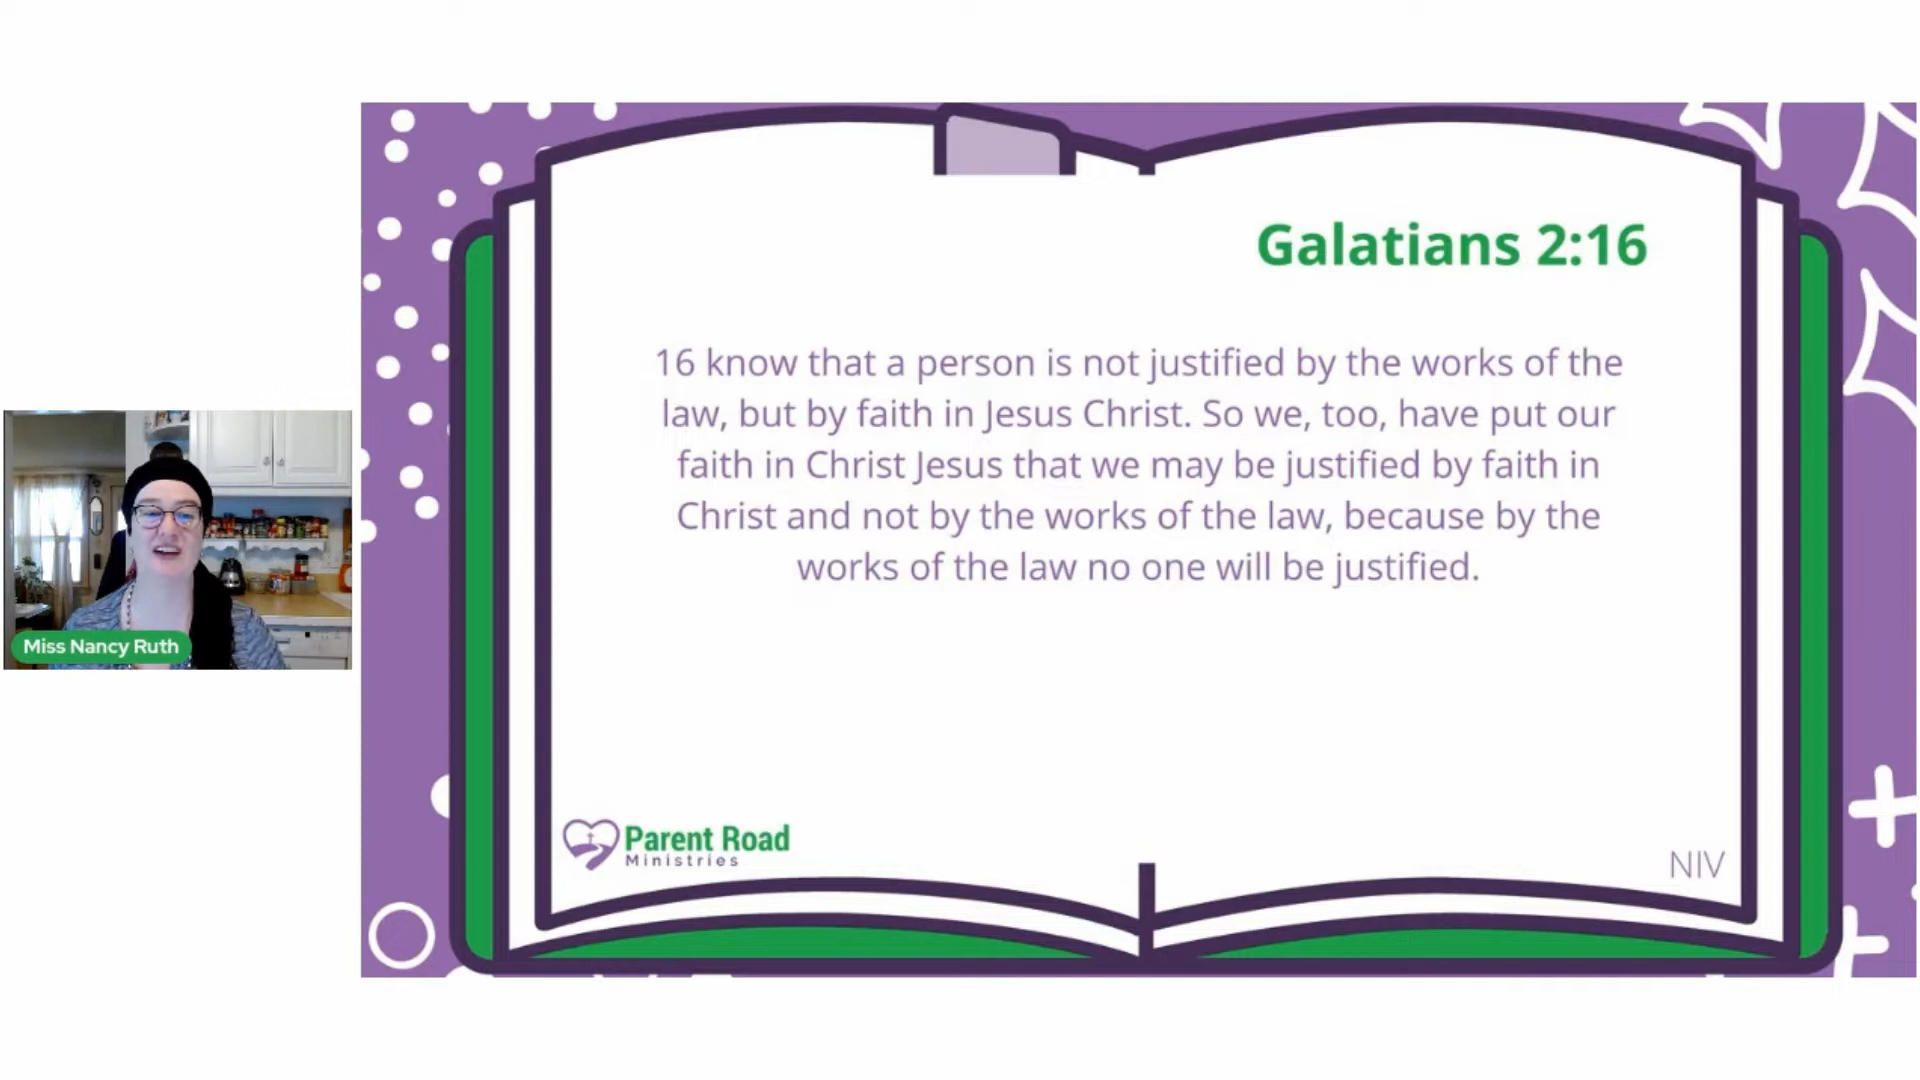 Galatians 2:16
16 know that a person is not justified by the works of the
law, but by faith in Jesus Christ. So we, too, have put our
faith in Christ Jesus that we may be justified by faith in
Christ and not by the works of the law, because by the
works of the law no one will be justified.
Miss Nancy Ruth
Parent Road
Ministries
NIV